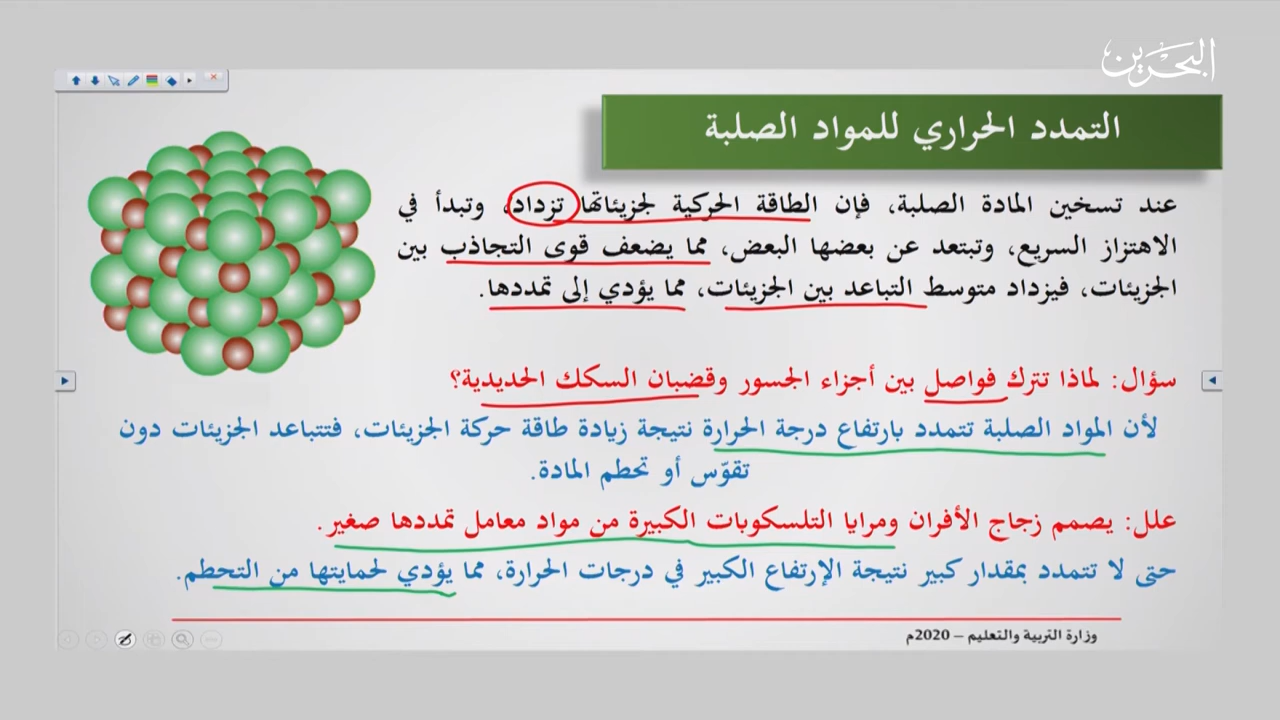 البحرين
التمدد الحراري للمواد الصلبة
عند تسخين المادة الصلبة، فإن الطاقة الحركية لجزيئاتها تزداد، وتبدأ في
الاهتزاز السريع، وتبتعد عن بعضها البعض، مما يضعف قوى التجاذب بين
الجزيئات، فيزداد متوسط التباعد بين الجزيئات، مما يؤدي إلى تمددها.
سؤال: لماذا تترك فواصل بين أجزاء الجسور وقضبان السكك الحديدية؟
لأن المواد الصلبة تتمدد بارتفاع درجة الحرارة نتيجة زيادة طاقة حركة الجزيئات، فتتباعد الجزيئات دون
تقوّس أو تحطم المادة.
علل: يصمم زجاج الأفران ومرايا التلسكوبات الكبيرة من مواد معامل تمددها صغير.
حتى لا تتمدد بمقدار كبير نتيجة الإرتفاع الكبير في درجات الحرارة، مما يؤدي لحمايتها من التحطم.
وزارة التربية والتعليم – 2020م